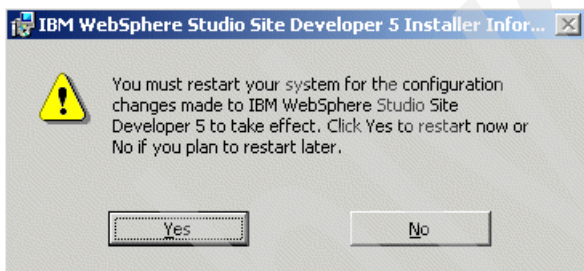 IBM WebSphere Studio Site Developer 5 Installer Infor...
You must restart your system for the configuration
changes made to IBM WebSphere Studio Site
Developer 5 to take effect. Click Yes to restart now or
No if you plan to restart later.
Yes
No